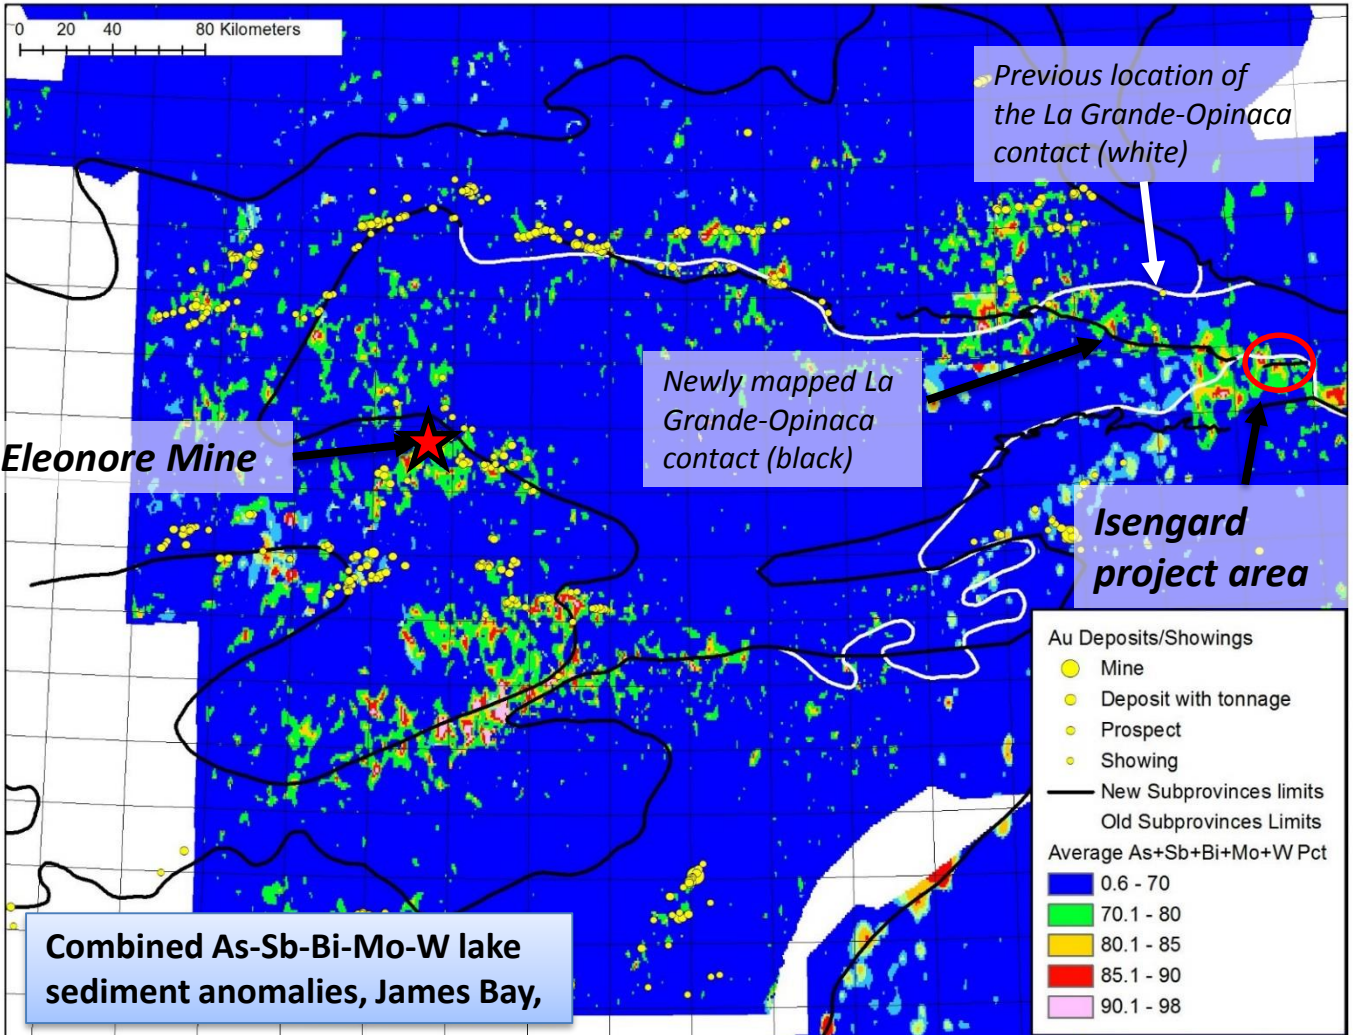 0 20 40 80 Kilometers
Previous location of
the La Grande-Opinaca
contact (white)
Newly mapped La
Grande-Opinaca
contact (black)
Eleonore Mine
Isengard
project area
Au Deposits/Showings
Mine
Deposit with tonnage
Prospect
Showing
New Subprovinces limits
Old Subprovinces Limits
Average As+Sb+Bi+Mo+W Pct
0.6 - 70
70.1 - 80
80.1 - 85
85.1 - 90
90.1 - 98
Combined As-Sb-Bi-Mo-W lake
sediment anomalies, James Bay,